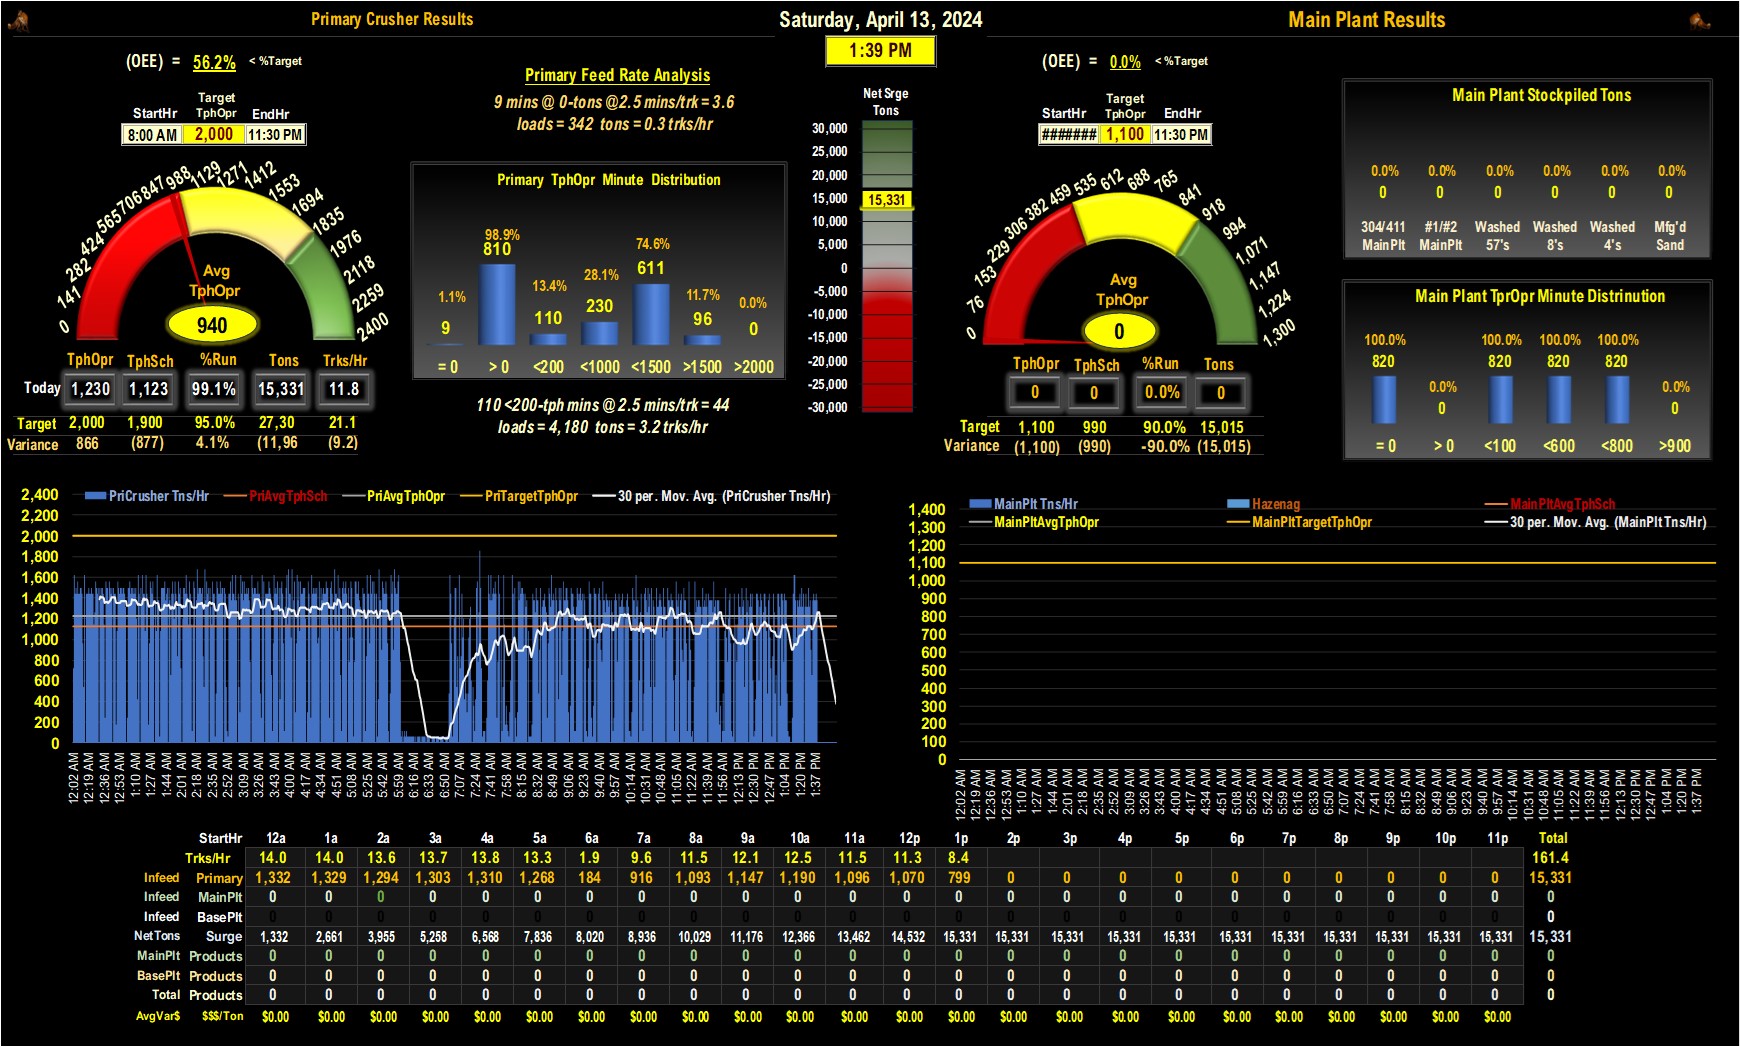 Primary Crusher Results
Saturday, April 13, 2024
Main Plant Results
1:39 PM
(OEE) = 56.2% < %Target
StartHr Target TphOpr EndHr
8:00 AM 2,000 11:30 PM
0 141 282 424 565 706 847 988 1129 1271 1412 1553 1694 1835 1976 2118 2259 2400
Avg
TphOpr
940
TphOpr TphSch %Run Tons Trks/Hr
Today 1,230 1,123 99.1% 15,331 11.8
Target 2,000 1,900 95.0% 27,30 21.1
Variance 866 (877) 4.1% (11,96 (9.2)
Primary Feed Rate Analysis
9 mins @ 0-tons @2.5 mins/trk = 3.6
loads = 342 tons = 0.3 trks/hr
Primary TphOpr Minute Distribution
1.1% 98.9% 13.4% 28.1% 74.6% 11.7% 0.0%
9 810 110 230 611 96 0
= 0 > 0 <200 <1000 <1500 >1500 >2000
110 <200-tph mins @ 2.5 mins/trk = 44
loads = 4,180 tons = 3.2 trks/hr
Net Srge
Tons
30,000
25,000
20,000
15,000
15,331
10,000
5,000
0
-5,000
-10,000
-15,000
-20,000
-25,000
-30,000
(OEE) = 0.0% < %Target
StartHr Target TphOpr EndHr
####### 1,100 11:30 PM
0 76 153 229 306 382 459 535 612 688 765 841 918 994 1,071 1,147 1,224 1,300
Avg
TphOpr
0
TphOpr TphSch %Run Tons
0 0 0.0% 0
Target 1,100 990 90.0% 15,015
Variance (1,100) (990) -90.0% (15,015)
Main Plant Stockpiled Tons
0.0% 0.0% 0.0% 0.0% 0.0% 0.0%
0 0 0 0 0 0
304/411 #1/#2 Washed Washed Washed Mfg'd
MainPlt MainPlt 57's 8's 4's Sand
Main Plant TprOpr Minute Distrinution
100.0% 0.0% 100.0% 100.0% 100.0% 0.0%
820 0 820 820 820 0
= 0 > 0 <100 <600 <800 >900
PriCrusher Tns/Hr PriAvgTphSch PriAvgTphOpr PriTargetTphOpr 30 per. Mov. Avg. (PriCrusher Tns/Hr)
2,400
2,200
2,000
1,800
1,600
1,400
1,200
1,000
800
600
400
200
0
12:02 AM 12:19 AM 12:36 AM 12:53 AM 1:10 AM 1:27 AM 1:44 AM 2:01 AM 2:18 AM 2:35 AM 2:52 AM 3:09 AM 3:26 AM 3:43 AM 4:00 AM 4:17 AM 4:34 AM 4:51 AM 5:08 AM 5:25 AM 5:42 AM 5:59 AM 6:16 AM 6:33 AM 6:50 AM 7:07 AM 7:24 AM 7:41 AM 7:58 AM 8:15 AM 8:32 AM 8:49 AM 9:06 AM 9:23 AM 9:40 AM 9:57 AM 10:14 AM 10:31 AM 10:48 AM 11:05 AM 11:22 AM 11:39 AM 11:56 AM 12:13 PM 12:30 PM 12:47 PM 1:04 PM 1:20 PM 1:37 PM
MainPlt Tns/Hr Hazenag MainPltAvgTphSch
MainPltAvgTphOpr MainPltTargetTphOpr 30 per. Mov. Avg. (MainPlt Tns/Hr)
1,400
1,300
1,200
1,100
1,000
900
800
700
600
500
400
300
200
100
0
12:02 AM 12:19 AM 12:36 AM 12:53 AM 1:10 AM 1:27 AM 1:44 AM 2:01 AM 2:18 AM 2:35 AM 2:52 AM 3:09 AM 3:26 AM 3:43 AM 4:00 AM 4:17 AM 4:34 AM 4:51 AM 5:08 AM 5:25 AM 5:42 AM 5:59 AM 6:16 AM 6:33 AM 6:50 AM 7:07 AM 7:24 AM 7:41 AM 7:58 AM 8:15 AM 8:32 AM 8:49 AM 9:06 AM 9:23 AM 9:40 AM 9:57 AM 10:14 AM 10:31 AM 10:48 AM 11:05 AM 11:22 AM 11:39 AM 11:56 AM 12:13 PM 12:30 PM 12:47 PM 1:04 PM 1:20 PM 1:37 PM
StartHr 12a 1a 2a 3a 4a 5a 6a 7a 8a 9a 10a 11a 12p 1p 2p 3p 4p 5p 6p 7p 8p 9p 10p 11p Total
Trks/Hr 14.0 14.0 13.6 13.7 13.8 13.3 1.9 9.6 11.5 12.1 12.5 11.5 11.3 8.4 161.4
Infeed Primary 1,332 1,329 1,294 1,303 1,310 1,268 184 916 1,093 1,147 1,190 1,096 1,070 799 0 0 0 0 0 0 0 0 0 0 15,331
Infeed MainPlt 0 0 0 0 0 0 0 0 0 0 0 0 0 0 0 0 0 0 0 0 0 0 0 0 0
Infeed BasePlt 0 0 0 0 0 0 0 0 0 0 0 0 0 0 0 0 0 0 0 0 0 0 0 0 0
NetTons Surge 1,332 2,661 3,955 5,258 6,568 7,836 8,020 8,936 10,029 11,176 12,366 13,462 14,532 15,331 15,331 15,331 15,331 15,331 15,331 15,331 15,331 15,331 15,331 15,331 15,331
MainPlt Products 0 0 0 0 0 0 0 0 0 0 0 0 0 0 0 0 0 0 0 0 0 0 0 0 0
BasePlt Products 0 0 0 0 0 0 0 0 0 0 0 0 0 0 0 0 0 0 0 0 0 0 0 0 0
Total Products 0 0 0 0 0 0 0 0 0 0 0 0 0 0 0 0 0 0 0 0 0 0 0 0 0
AvgVar$ $$$/Ton $0.00 $0.00 $0.00 $0.00 $0.00 $0.00 $0.00 $0.00 $0.00 $0.00 $0.00 $0.00 $0.00 $0.00 $0.00 $0.00 $0.00 $0.00 $0.00 $0.00 $0.00 $0.00 $0.00 $0.00